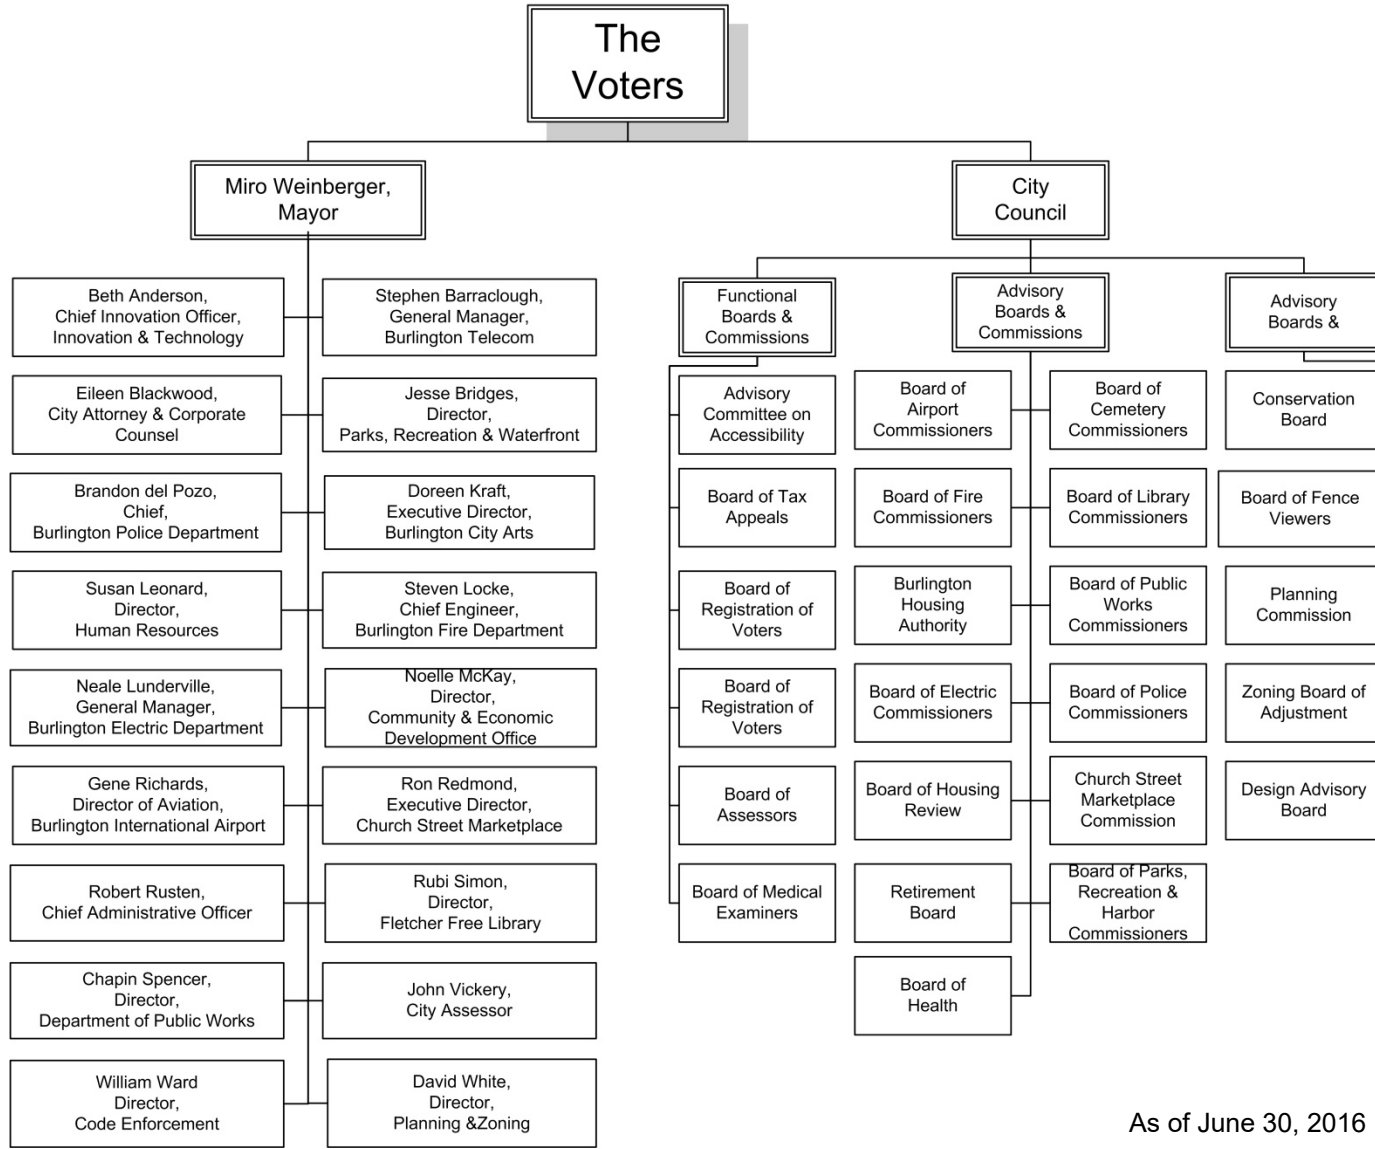 The
Voters
Miro Weinberger,
Mayor
City
Council
Beth Anderson,
Chief Innovation Officer,
Innovation & Technology
Stephen Barraclough,
General Manager,
Burlington Telecom
Eileen Blackwood,
City Attorney & Corporate
Counsel
Jesse Bridges,
Director,
Parks, Recreation & Waterfront
Brandon del Pozo,
Chief,
Burlington Police Department
Doreen Kraft,
Executive Director,
Burlington City Arts
Susan Leonard,
Director,
Human Resources
Steven Locke,
Chief Engineer,
Burlington Fire Department
Neale Lunderville,
General Manager,
Burlington Electric Department
Noelle McKay,
Director,
Community & Economic
Development Office
Gene Richards,
Director of Aviation,
Burlington International Airport
Ron Redmond,
Executive Director,
Church Street Marketplace
Robert Rusten,
Chief Administrative Officer
Rubi Simon,
Director,
Fletcher Free Library
Chapin Spencer,
Director,
Department of Public Works
John Vickery,
City Assessor
William Ward
Director,
Code Enforcement
David White,
Director,
Planning &Zoning
Functional
Boards &
Commissions
Advisory
Committee on
Accessibility
Board of Tax
Appeals
Board of
Registration of
Voters
Board of
Registration of
Voters
Board of
Assessors
Board of Medical
Examiners
Advisory
Boards &
Commissions
Board of
Airport
Commissioners
Board of
Cemetery
Commissioners
Board of Fire
Commissioners
Board of Library
Commissioners
Burlington
Housing
Authority
Board of Public
Works
Commissioners
Board of Electric
Commissioners
Board of Police
Commissioners
Board of Housing
Review
Church Street
Marketplace
Commission
Retirement
Board
Board of Parks,
Recreation &
Harbor
Commissioners
Board of
Health
Advisory
Boards &
Conservation
Board
Board of Fence
Viewers
Planning
Commission
Zoning Board of
Adjustment
Design Advisory
Board
As of June 30, 2016